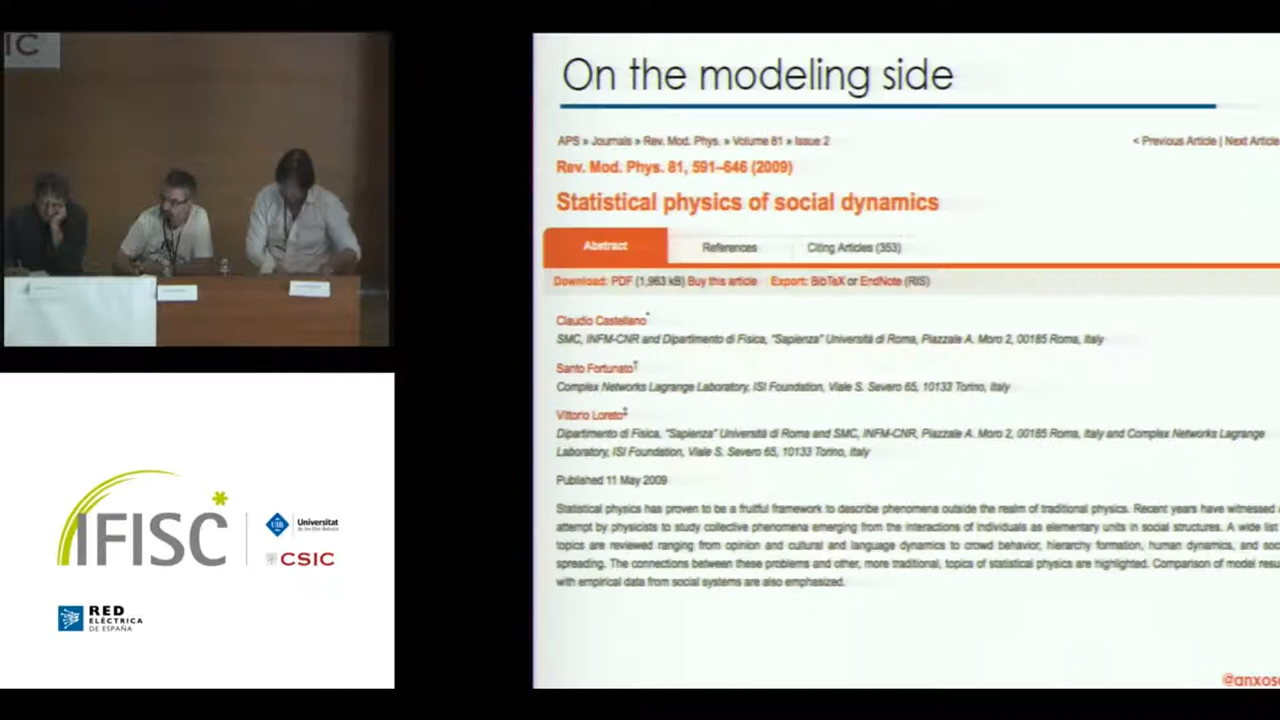 IC
On the modeling side
APS » Journals » Rev. Mod. Phys. » Volume 81 » Issue 2
< Previous Article | Next Article
Rev. Mod. Phys. 81, 591–646 (2009)
Statistical physics of social dynamics
Abstract
References
Citing Articles (353)
Download: PDF (1,963 kB) Buy this article Export: BibTeX or EndNote (RIS)
Claudio Castellano*
SMC, INFM-CNR and Dipartimento di Fisica, "Sapienza" Università di Roma, Piazzale A. Moro 2, 00185 Roma, Italy
Santo Fortunato†
Complex Networks Lagrange Laboratory, ISI Foundation, Viale S. Severo 65, 10133 Torino, Italy
Vittorio Loreto‡
Dipartimento di Fisica, "Sapienza" Università di Roma and SMC, INFM-CNR, Piazzale A. Moro 2, 00185 Roma, Italy and Complex Networks Lagrange
Laboratory, ISI Foundation, Viale S. Severo 65, 10133 Torino, Italy
Published 11 May 2009
Statistical physics has proven to be a fruitful framework to describe phenomena outside the realm of traditional physics. Recent years have witnessed
attempt by physicists to study collective phenomena emerging from the interactions of individuals as elementary units in social structures. A wide list
topics are reviewed ranging from opinion and cultural and language dynamics to crowd behavior, hierarchy formation, human dynamics, and soc
spreading. The connections between these problems and other, more traditional, topics of statistical physics are highlighted. Comparison of model resu
with empirical data from social systems are also emphasized.
@anxos
IFISC
UIB
Universitat
de les Illes Balears
CSIC
RED
ELÉCTRICA
DE ESPAÑA